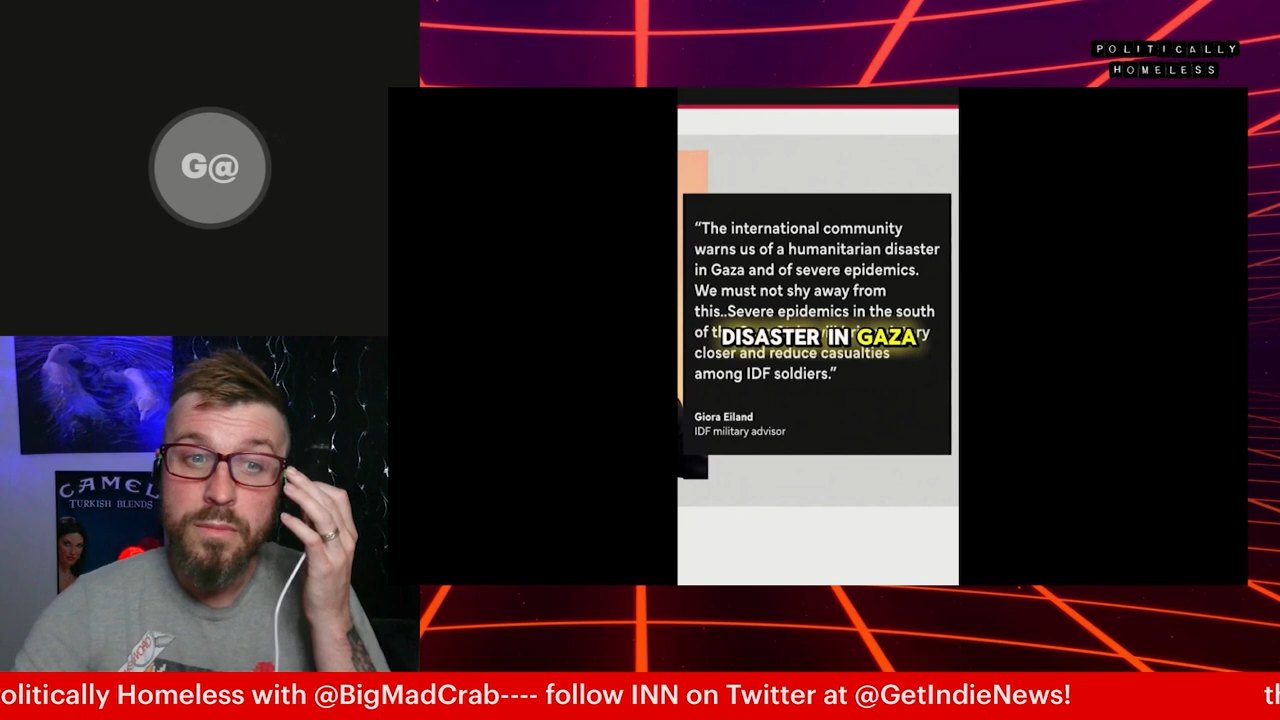 POLITICALLY
HOMELESS
G@
"The international community
warns us of a humanitarian disaster
in Gaza and of severe epidemics.
We must not shy away from
this..Severe epidemics in the south
of
DISASTER IN GAZA
closer and reduce casualties
among IDF soldiers."
Giora Eiland
IDF military advisor
CAMEL
TURKISH BLENDS
olitically Homeless with @BigMadCrab---- follow INN on Twitter at @GetIndieNews!
th